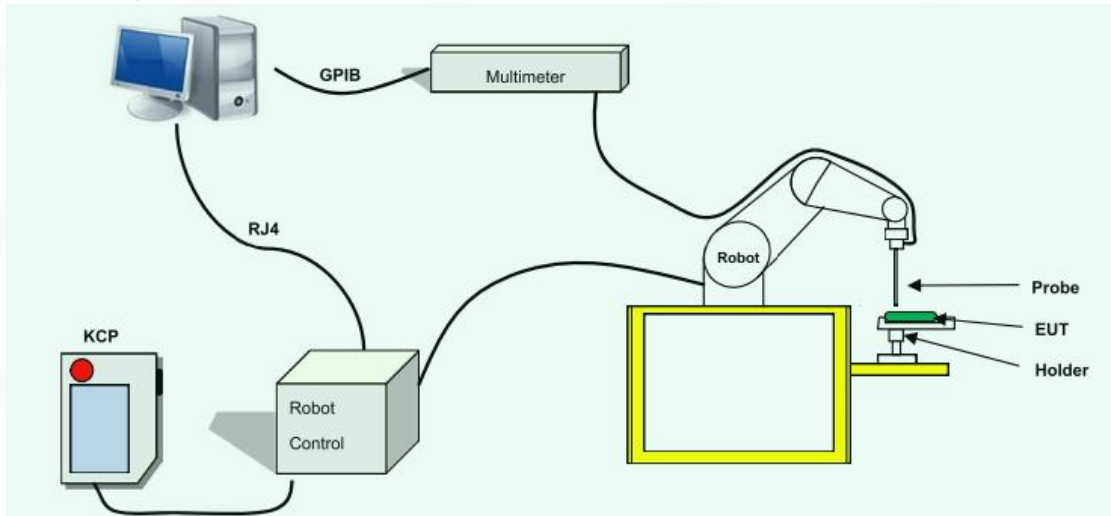 GPIB
Multimeter
RJ4
Robot
Probe
EUT
Holder
KCP
Robot
Control